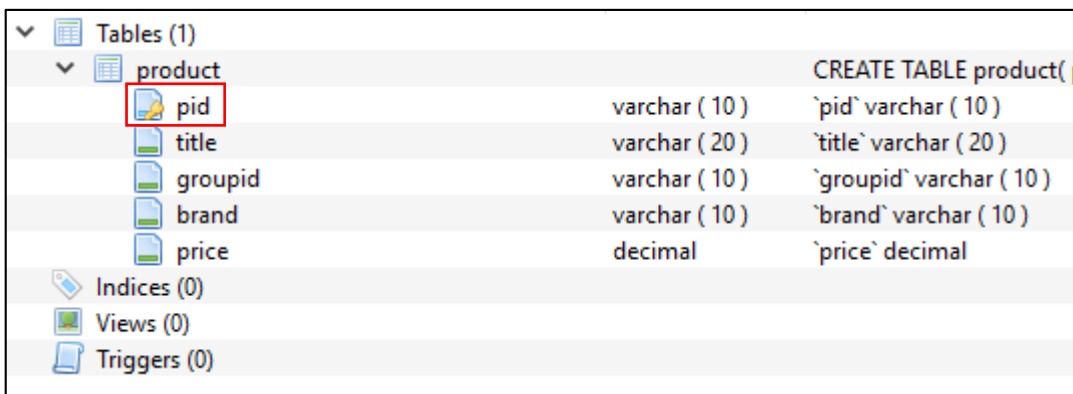 Tables (1)
product CREATE TABLE product(
pid varchar ( 10 ) `pid` varchar ( 10 )
title varchar ( 20 ) `title` varchar ( 20 )
groupid varchar ( 10 ) `groupid` varchar ( 10 )
brand varchar ( 10 ) `brand` varchar ( 10 )
price decimal `price` decimal
Indices (0)
Views (0)
Triggers (0)